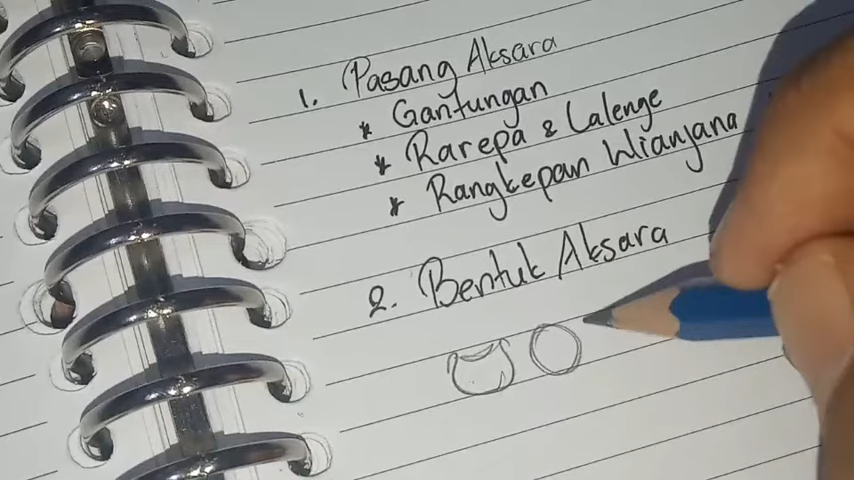 1. Pasang Aksara
* Gantungan
* Rarepa & Lalenge
* Rangkepan Wianjana
2. Bentuk Aksara